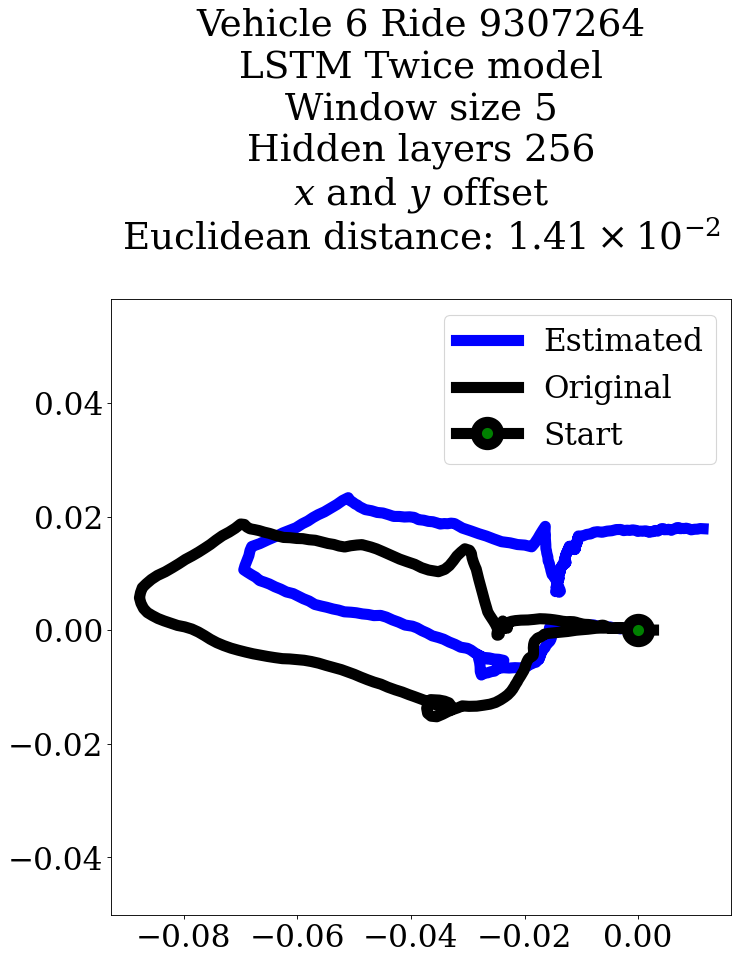 Vehicle 6 Ride 9307264
LSTM Twice model
Window size 5
Hidden layers 256
x and y offset
Euclidean distance: 1.41 × 10⁻²
Estimated
Original
Start
0.04
0.02
0.00
−0.02
−0.04
−0.08 −0.06 −0.04 −0.02 0.00